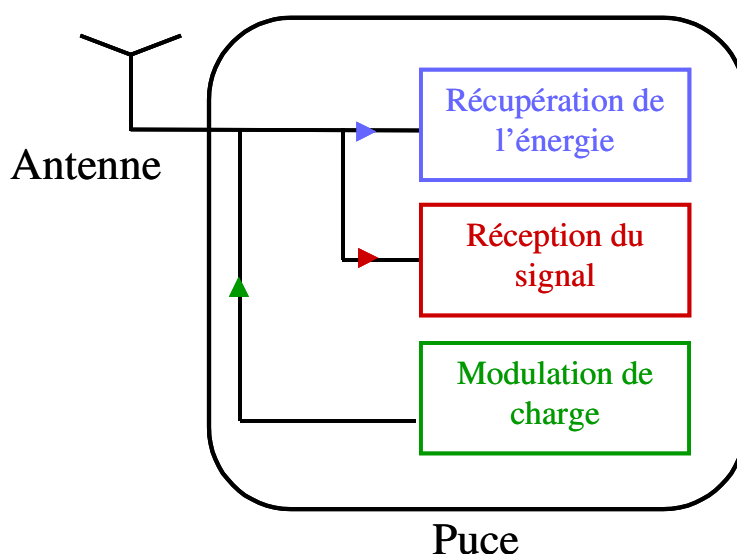 Antenne
Récupération de
l’énergie
Réception du
signal
Modulation de
charge
Puce